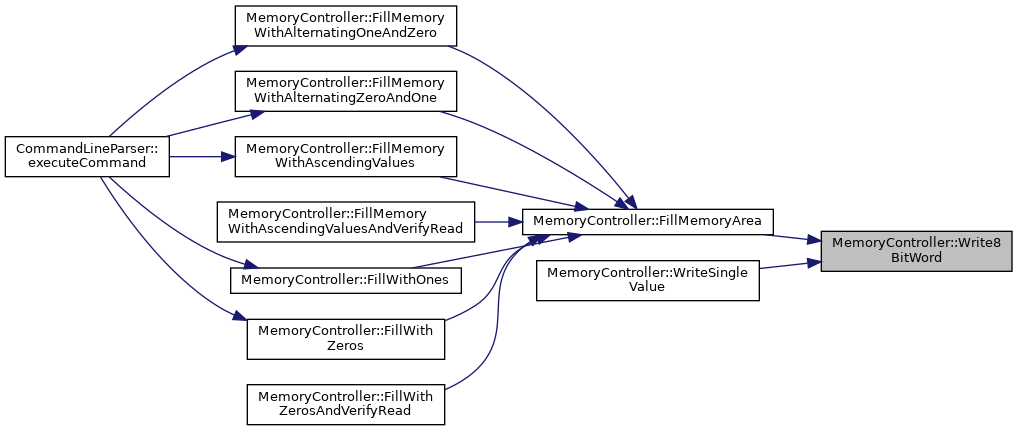 MemoryController::FillMemory
WithAlternatingOneAndZero
MemoryController::FillMemory
WithAlternatingZeroAndOne
CommandLineParser::
executeCommand
MemoryController::FillMemory
WithAscendingValues
MemoryController::FillMemory
WithAscendingValuesAndVerifyRead
MemoryController::FillMemoryArea
MemoryController::Write8
BitWord
MemoryController::FillWithOnes
MemoryController::WriteSingle
Value
MemoryController::FillWith
Zeros
MemoryController::FillWith
ZerosAndVerifyRead